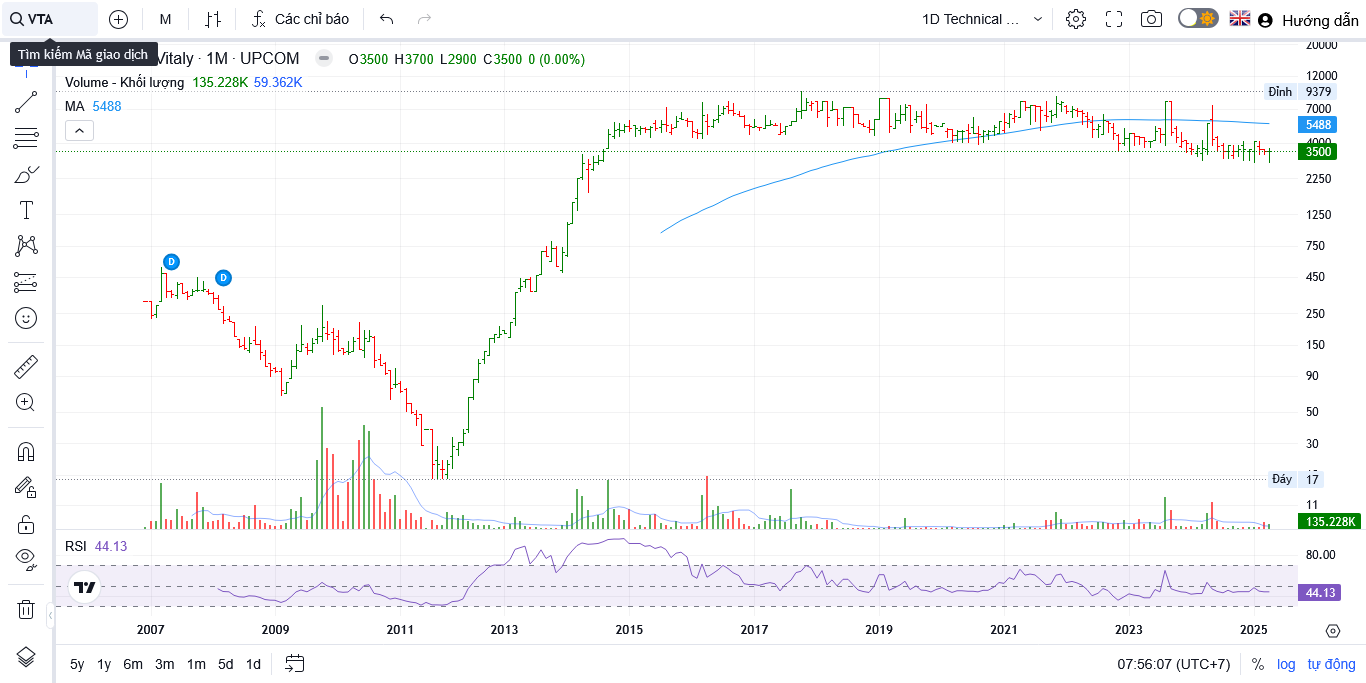 VTA
M
Các chỉ báo
1D Technical ...
Hướng dẫn
Tìm kiếm Mã giao dịch
Vitaly · 1M · UPCOM
O3500 H3700 L2900 C3500 0 (0.00%)
Volume - Khối lượng 135.228K 59.362K
MA 5488
20000
12000
Đỉnh 9379
7000
5488
4000
3500
2250
1250
750
450
250
150
90
50
30
Đáy 17
11
135.228K
D
D
RSI 44.13
80.00
44.13
2007 2009 2011 2013 2015 2017 2019 2021 2023 2025
5y 1y 6m 3m 1m 5d 1d
07:56:07 (UTC+7)
% log tự động